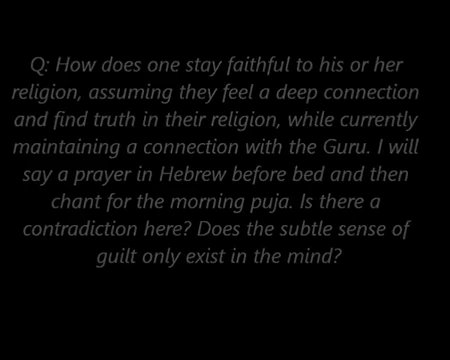 Q: How does one stay faithful to his or her
religion, assuming they feel a deep connection
and find truth in their religion, while currently
maintaining a connection with the Guru. I will
say a prayer in Hebrew before bed and then
chant for the morning puja. Is there a
contradiction here? Does the subtle sense of
guilt only exist in the mind?